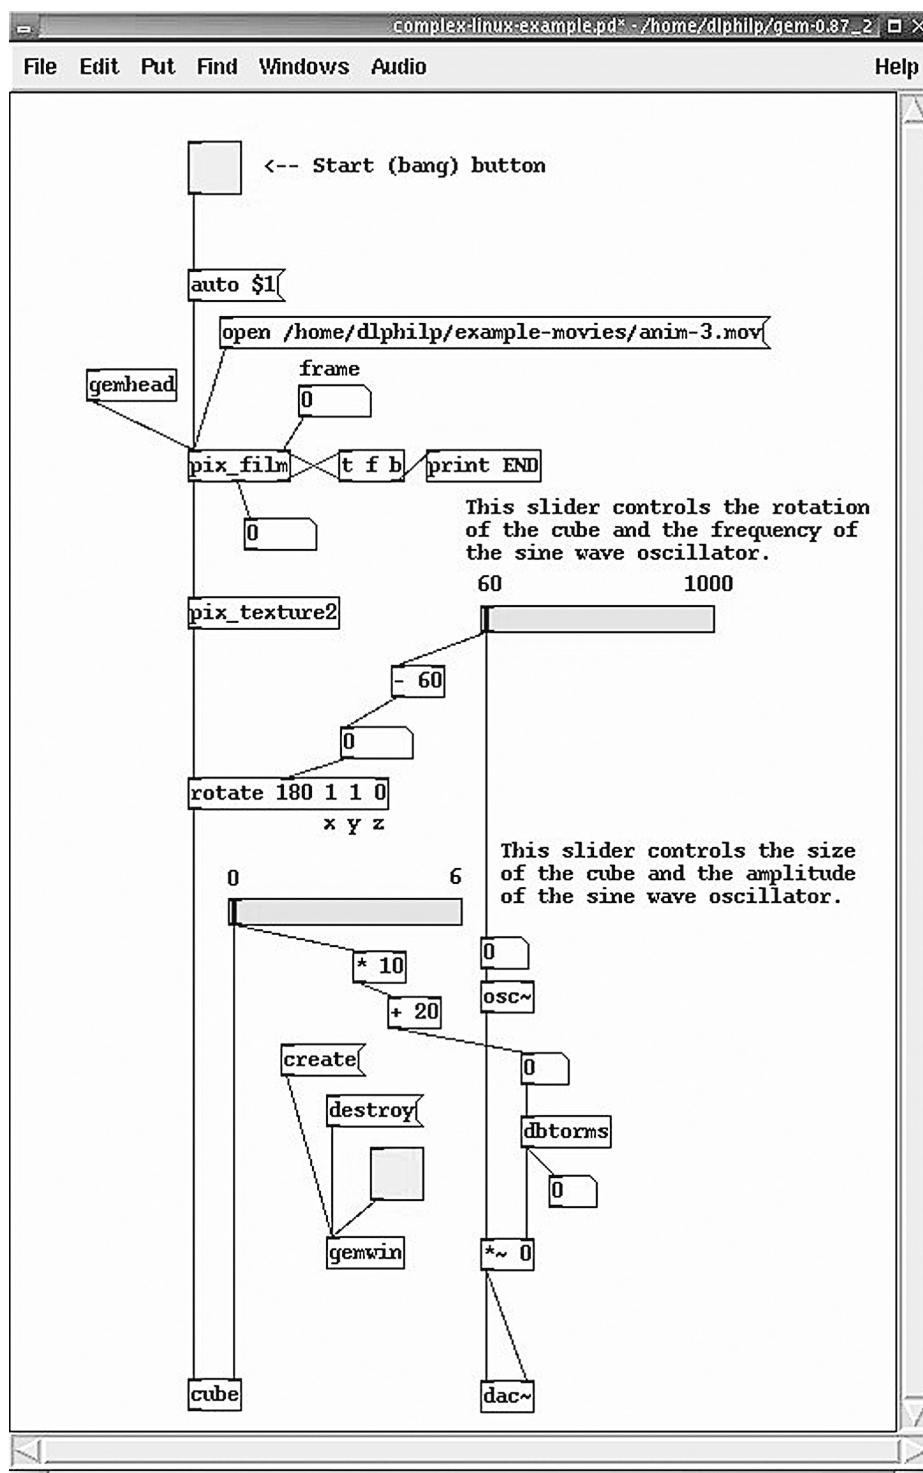 complex-linux-example.pd* - /home/dlphilp/gem-0.87_2
File Edit Put Find Windows Audio Help
<-- Start (bang) button
auto $1
open /home/dlphilp/example-movies/anim-3.mov
frame
gemhead
0
pix_film
t f b
print END
0
This slider controls the rotation
of the cube and the frequency of
the sine wave oscillator.
60 1000
pix_texture2
- 60
0
rotate 180 1 1 0
x y z
This slider controls the size
of the cube and the amplitude
of the sine wave oscillator.
0 6
0
* 10
osc~
+ 20
create
0
destroy
dbtorms
0
gemwin
*~ 0
cube
dac~